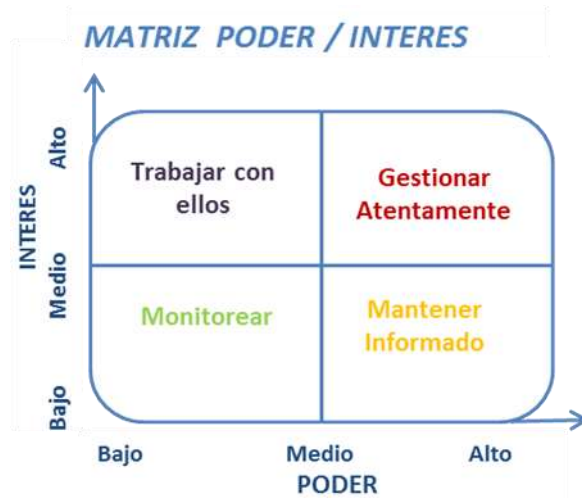 MATRIZ PODER / INTERES
Alto
Trabajar con
ellos
Gestionar
Atentamente
INTERES
Medio
Monitorear
Mantener
Informado
Bajo
Bajo
Medio
Alto
PODER